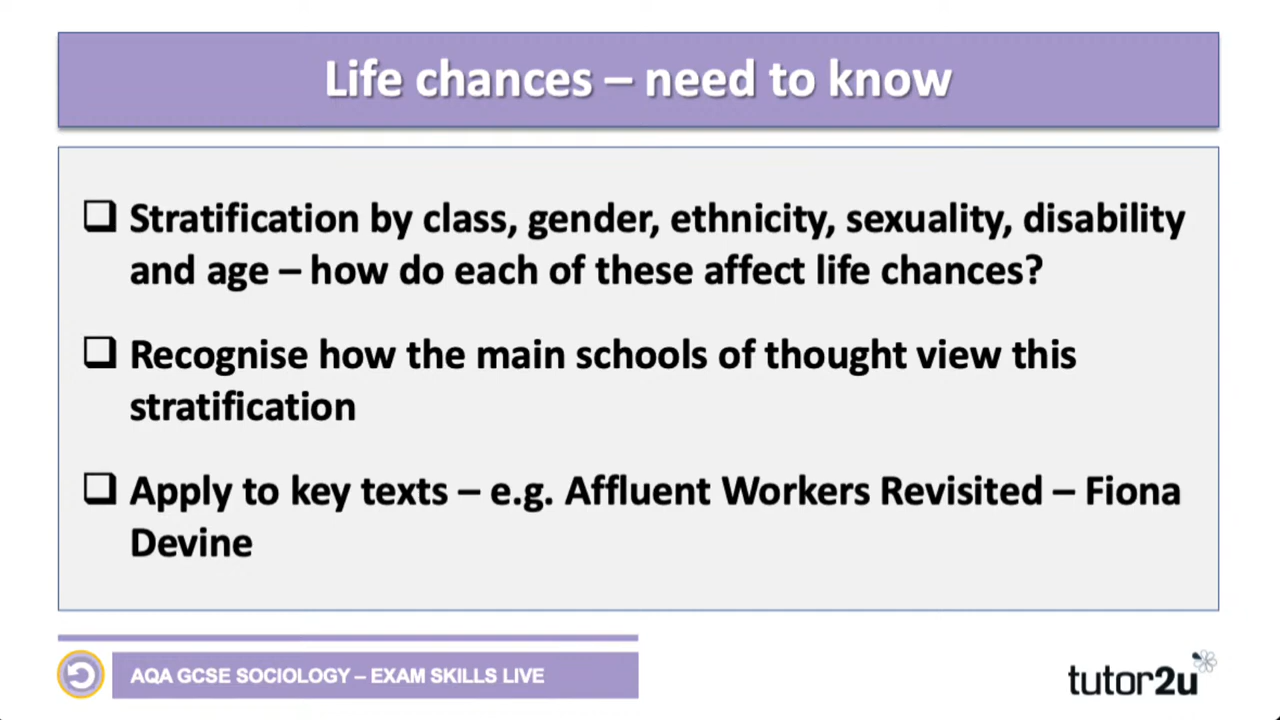 Life chances – need to know
❑ Stratification by class, gender, ethnicity, sexuality, disability
and age – how do each of these affect life chances?
❑ Recognise how the main schools of thought view this
stratification
❑ Apply to key texts – e.g. Affluent Workers Revisited – Fiona
Devine
AQA GCSE SOCIOLOGY – EXAM SKILLS LIVE
tutor2u